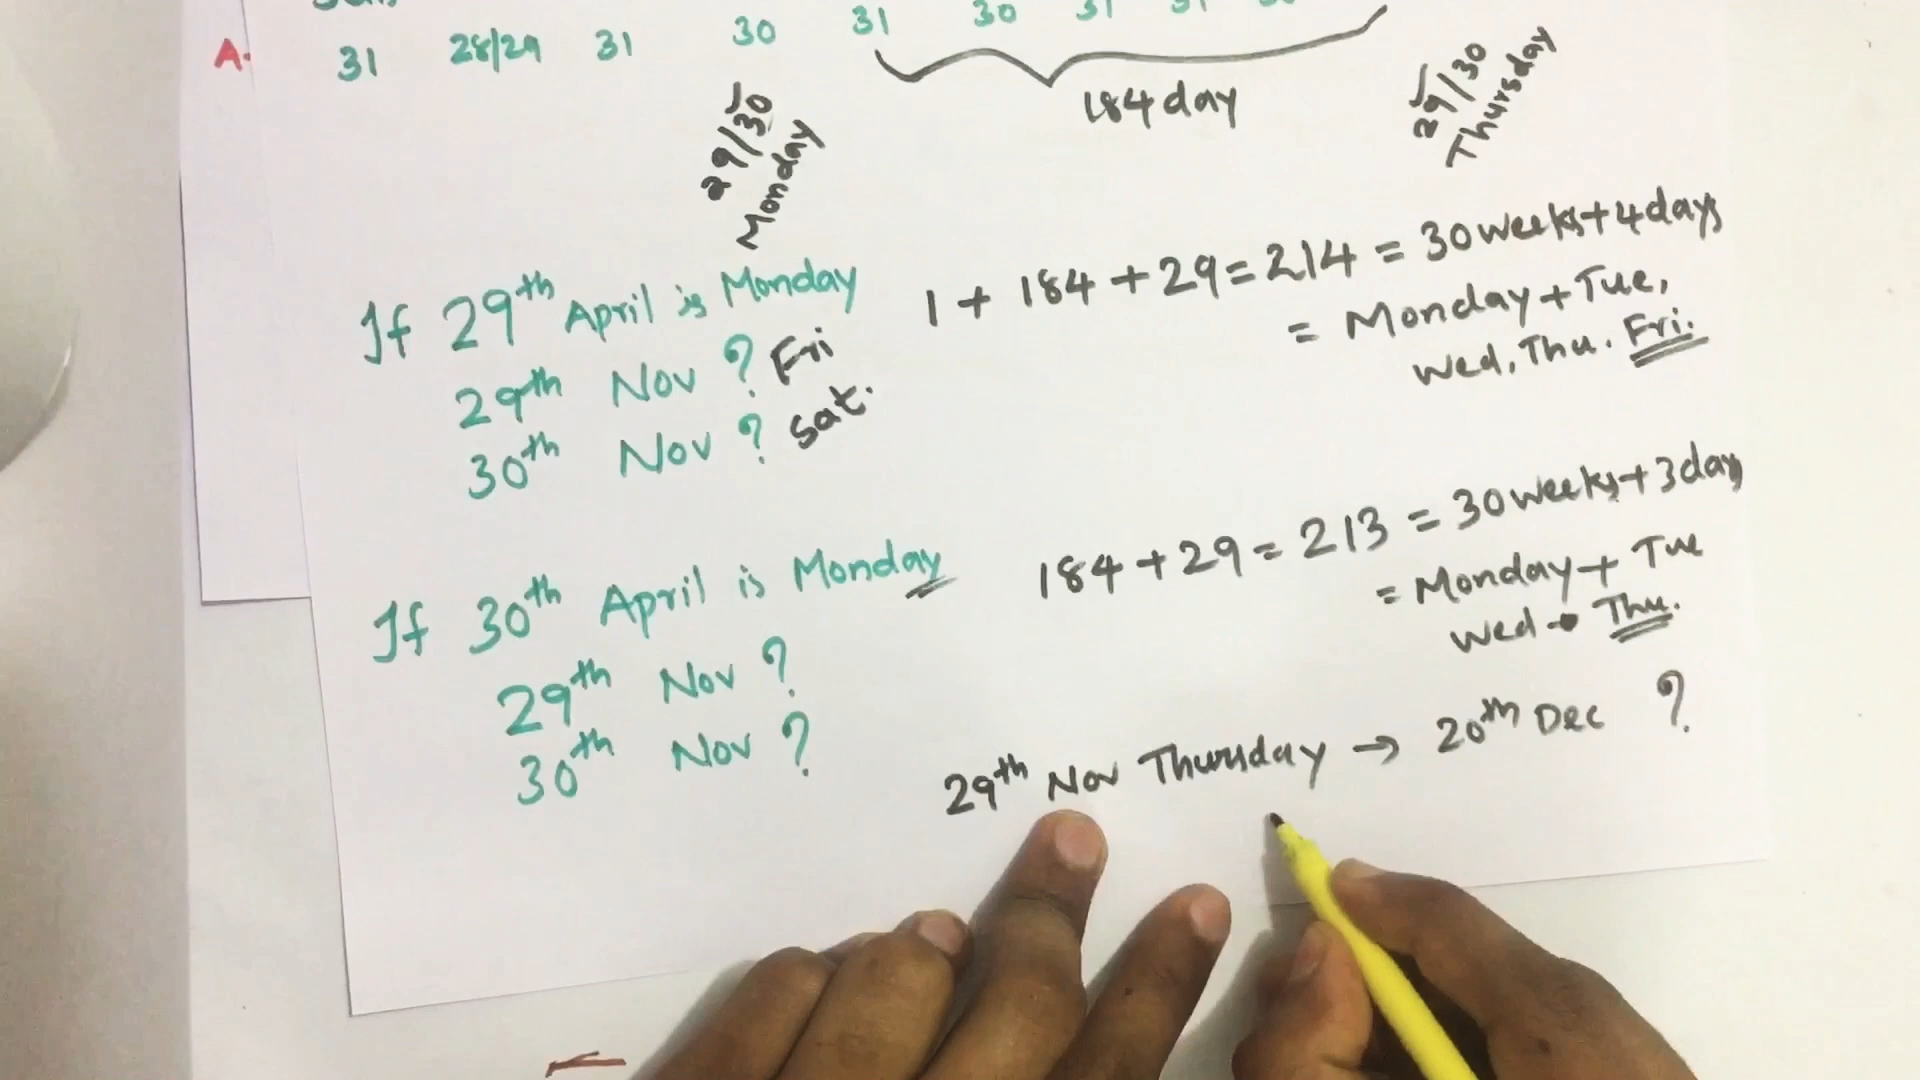 A. 31 28/29 31 30 31 30 31 31
184 day
29/30
Monday
29/30
Thursday
If 29th April is Monday
29th Nov ? Fri
30th Nov ? Sat.
1 + 184 + 29 = 214 = 30 weeks + 4 days
= Monday + Tue,
Wed, Thu. Fri.
If 30th April is Monday
29th Nov ?
30th Nov ?
184 + 29 = 213 = 30 weeks + 3 day
= Monday + Tue
Wed Thu.
29th Nov Thursday → 20th Dec ?